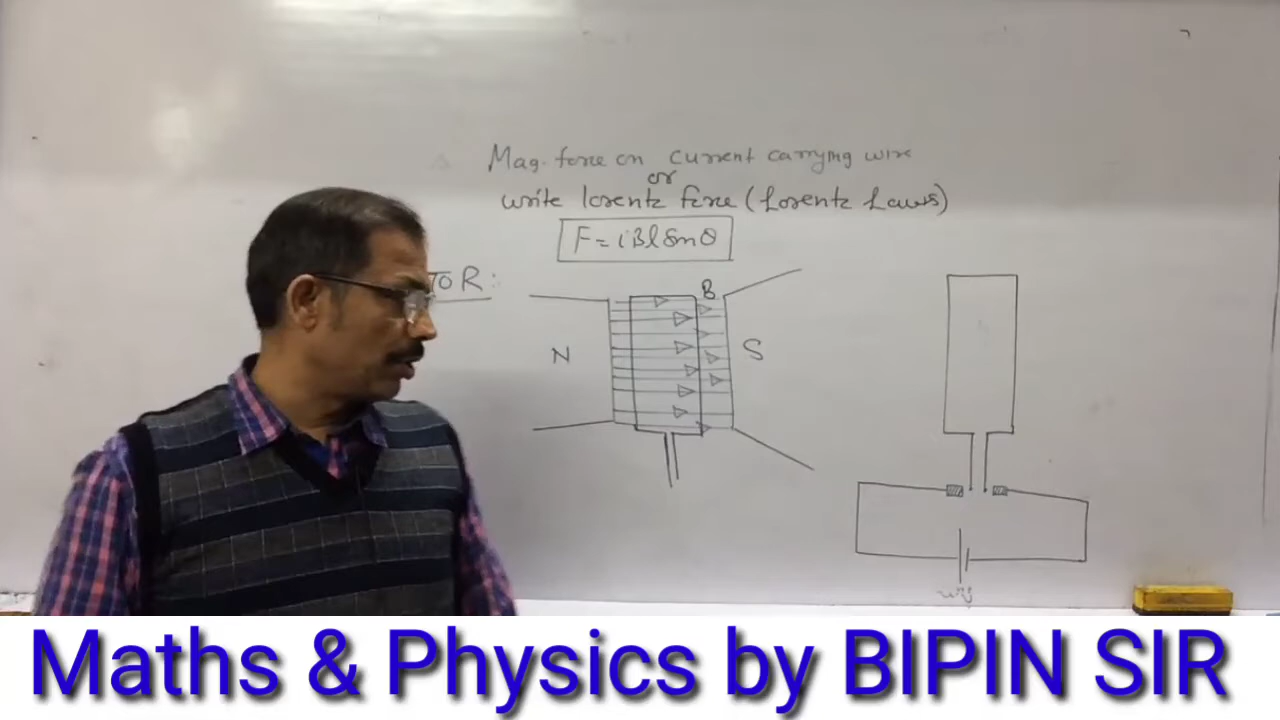 Mag. force on current carrying wire
or
write lorentz force (Lorentz Laws)
F = iBl sinθ
TOR:
B
N
S
Maths & Physics by BIPIN SIR